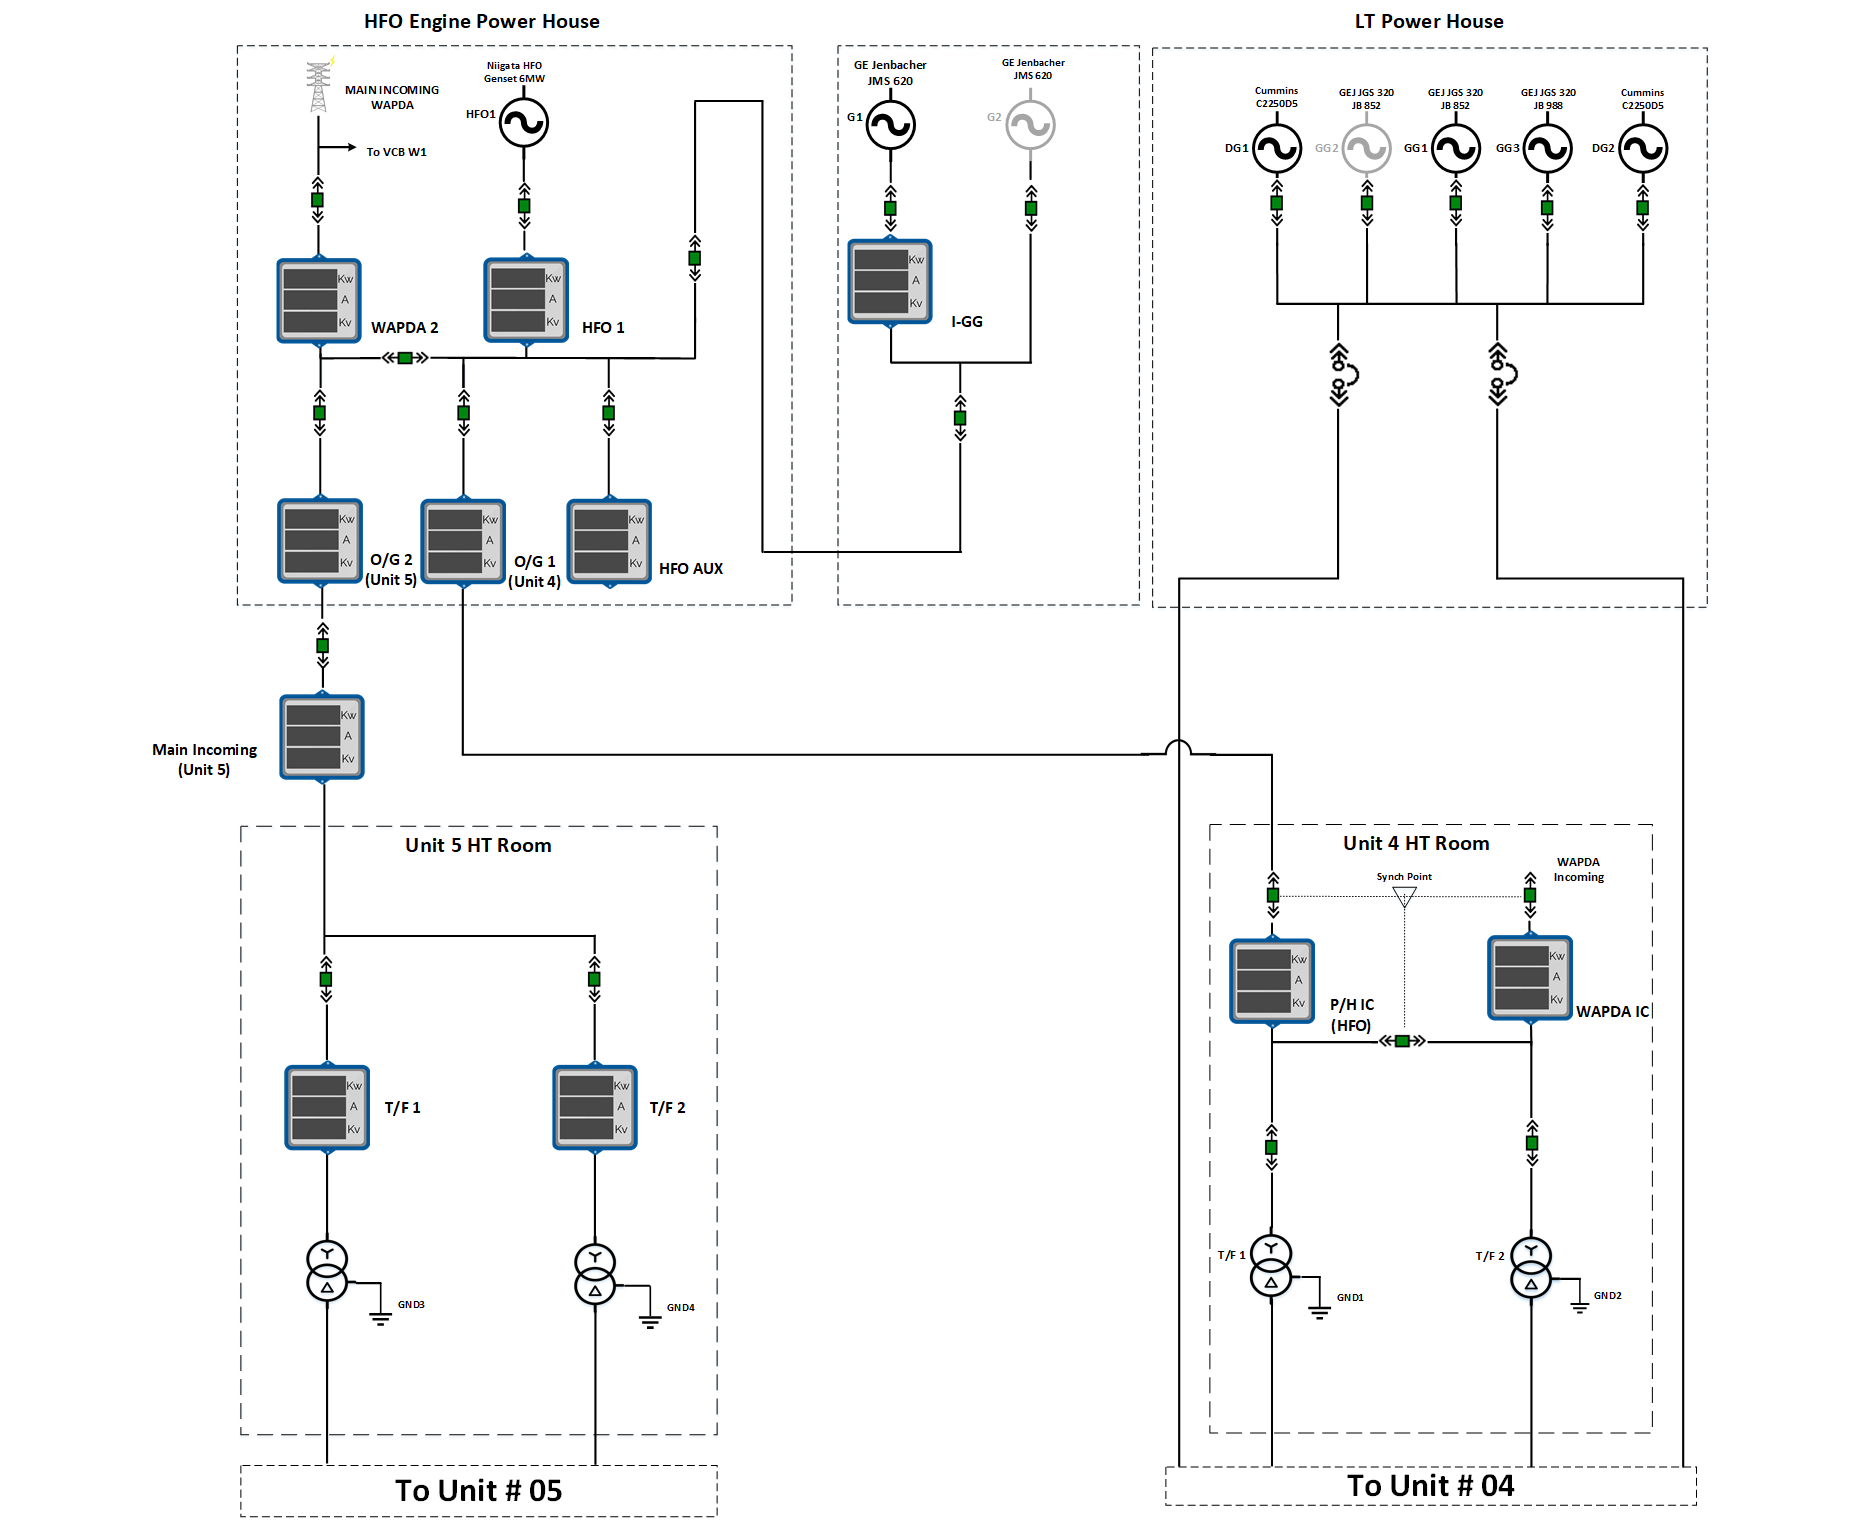 HFO Engine Power House
LT Power House
MAIN INCOMING
WAPDA
To VCB W1
Niigata HFO
Genset 6MW
HFO1
GE Jenbacher
JMS 620
G1
GE Jenbacher
JMS 620
G2
Cummins
C2250D5
DG1
GEJ JGS 320
JB 852
GG2
GEJ JGS 320
JB 852
GG1
GEJ JGS 320
JB 988
GG3
Cummins
C2250D5
DG2
Kw
A
Kv
WAPDA 2
Kw
A
Kv
HFO 1
Kw
A
Kv
I-GG
Kw
A
Kv
O/G 2
(Unit 5)
Kw
A
Kv
O/G 1
(Unit 4)
Kw
A
Kv
HFO AUX
Kw
A
Kv
Main Incoming
(Unit 5)
Unit 5 HT Room
Unit 4 HT Room
Synch Point
WAPDA
Incoming
Kw
A
Kv
P/H IC
(HFO)
Kw
A
Kv
WAPDA IC
Kw
A
Kv
T/F 1
Kw
A
Kv
T/F 2
T/F 1
T/F 2
GND3
GND4
GND1
GND2
To Unit # 05
To Unit # 04